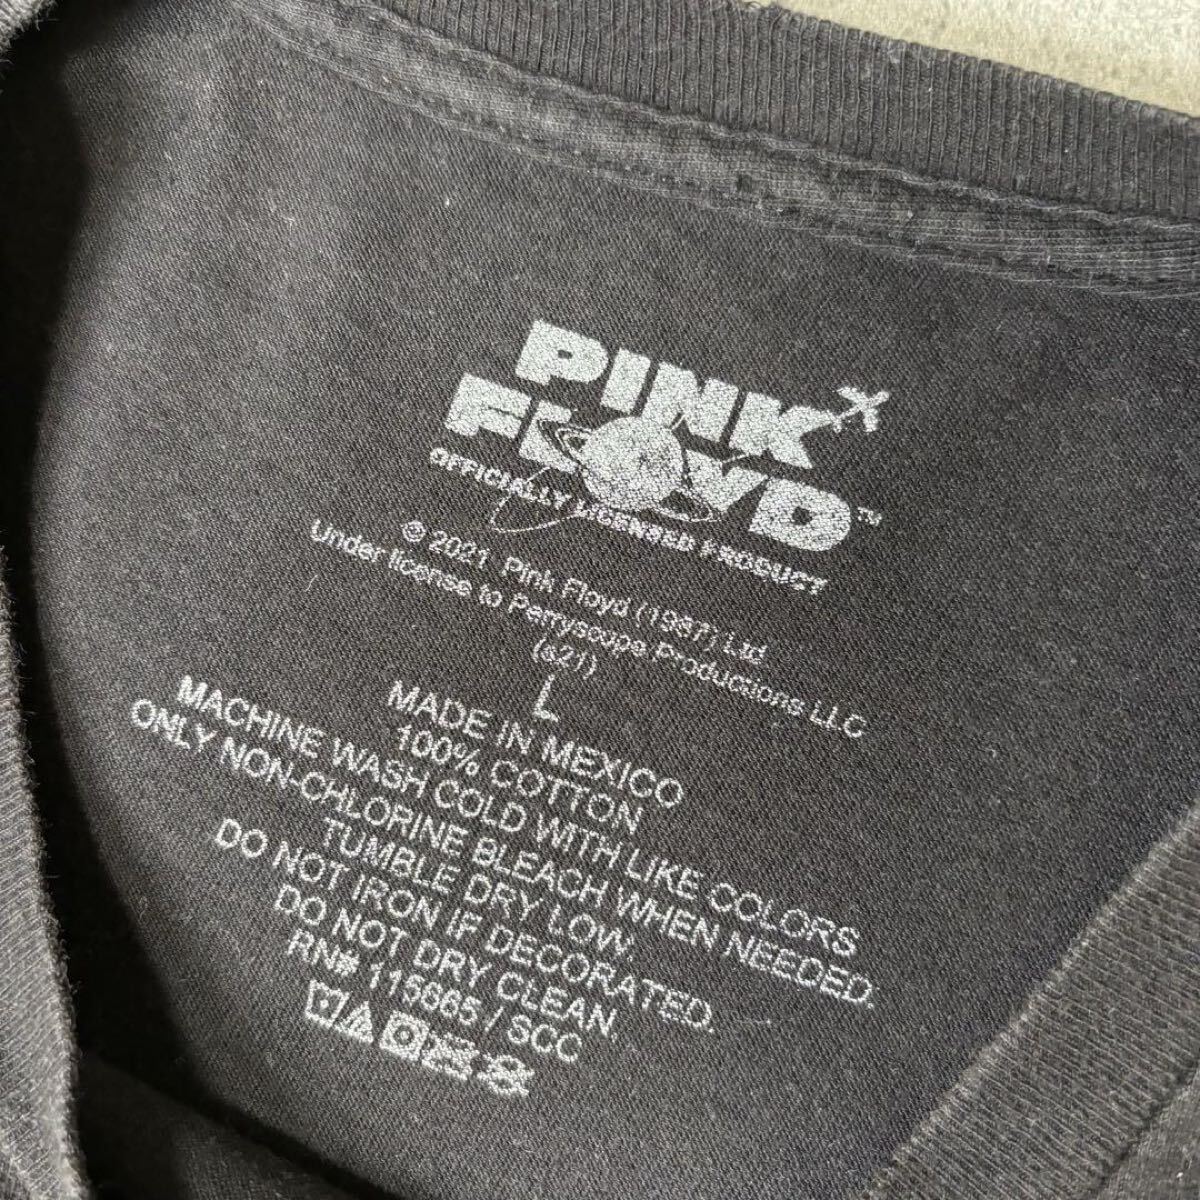 PINK
FLOYD™
OFFICIALLY LICENSED PRODUCT
© 2021 Pink Floyd (1987) Ltd
Under license to Perryscope Productions LLC
(s21)
L
MADE IN MEXICO
100% COTTON
MACHINE WASH COLD WITH LIKE COLORS
ONLY NON-CHLORINE BLEACH WHEN NEEDED.
TUMBLE DRY LOW.
DO NOT IRON IF DECORATED.
DO NOT DRY CLEAN.
RN# 115665 / SCC